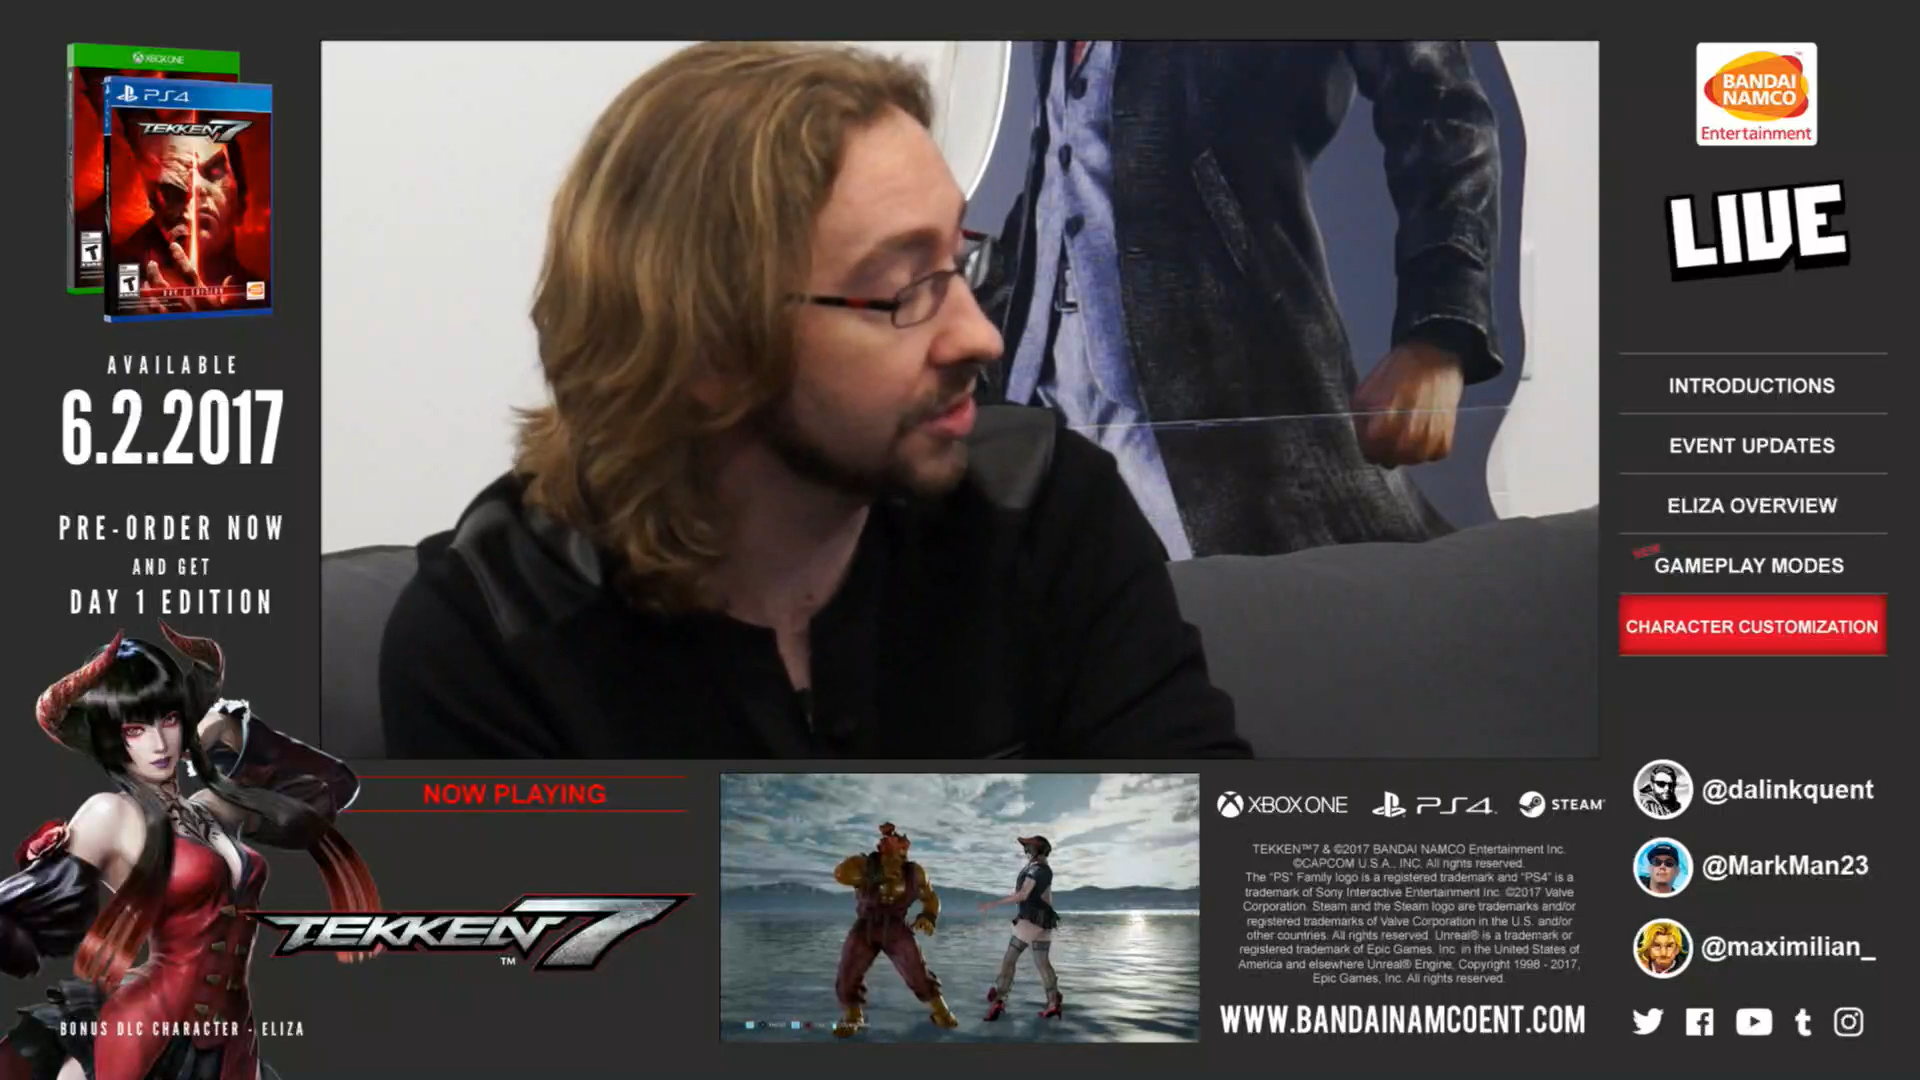 XBOX ONE
PS4
TEKKEN 7
DAY 1 EDITION
AVAILABLE
6.2.2017
PRE-ORDER NOW
AND GET
DAY 1 EDITION
BONUS DLC CHARACTER - ELIZA
NOW PLAYING
TEKKEN 7
TM
XBOX ONE PS4 STEAM
TEKKEN™7 & ©2017 BANDAI NAMCO Entertainment Inc.
©CAPCOM U.S.A., INC. All rights reserved.
The "PS" Family logo is a registered trademark and "PS4" is a
trademark of Sony Interactive Entertainment Inc. ©2017 Valve
Corporation. Steam and the Steam logo are trademarks and/or
registered trademarks of Valve Corporation in the U.S. and/or
other countries. All rights reserved. Unreal® is a trademark or
registered trademark of Epic Games, Inc. in the United States of
America and elsewhere Unreal® Engine, Copyright 1998 - 2017,
Epic Games, Inc. All rights reserved.
WWW.BANDAINAMCOENT.COM
BANDAI
NAMCO
Entertainment
LIVE
INTRODUCTIONS
EVENT UPDATES
ELIZA OVERVIEW
NEW
GAMEPLAY MODES
CHARACTER CUSTOMIZATION
@dalinkquent
@MarkMan23
@maximilian_